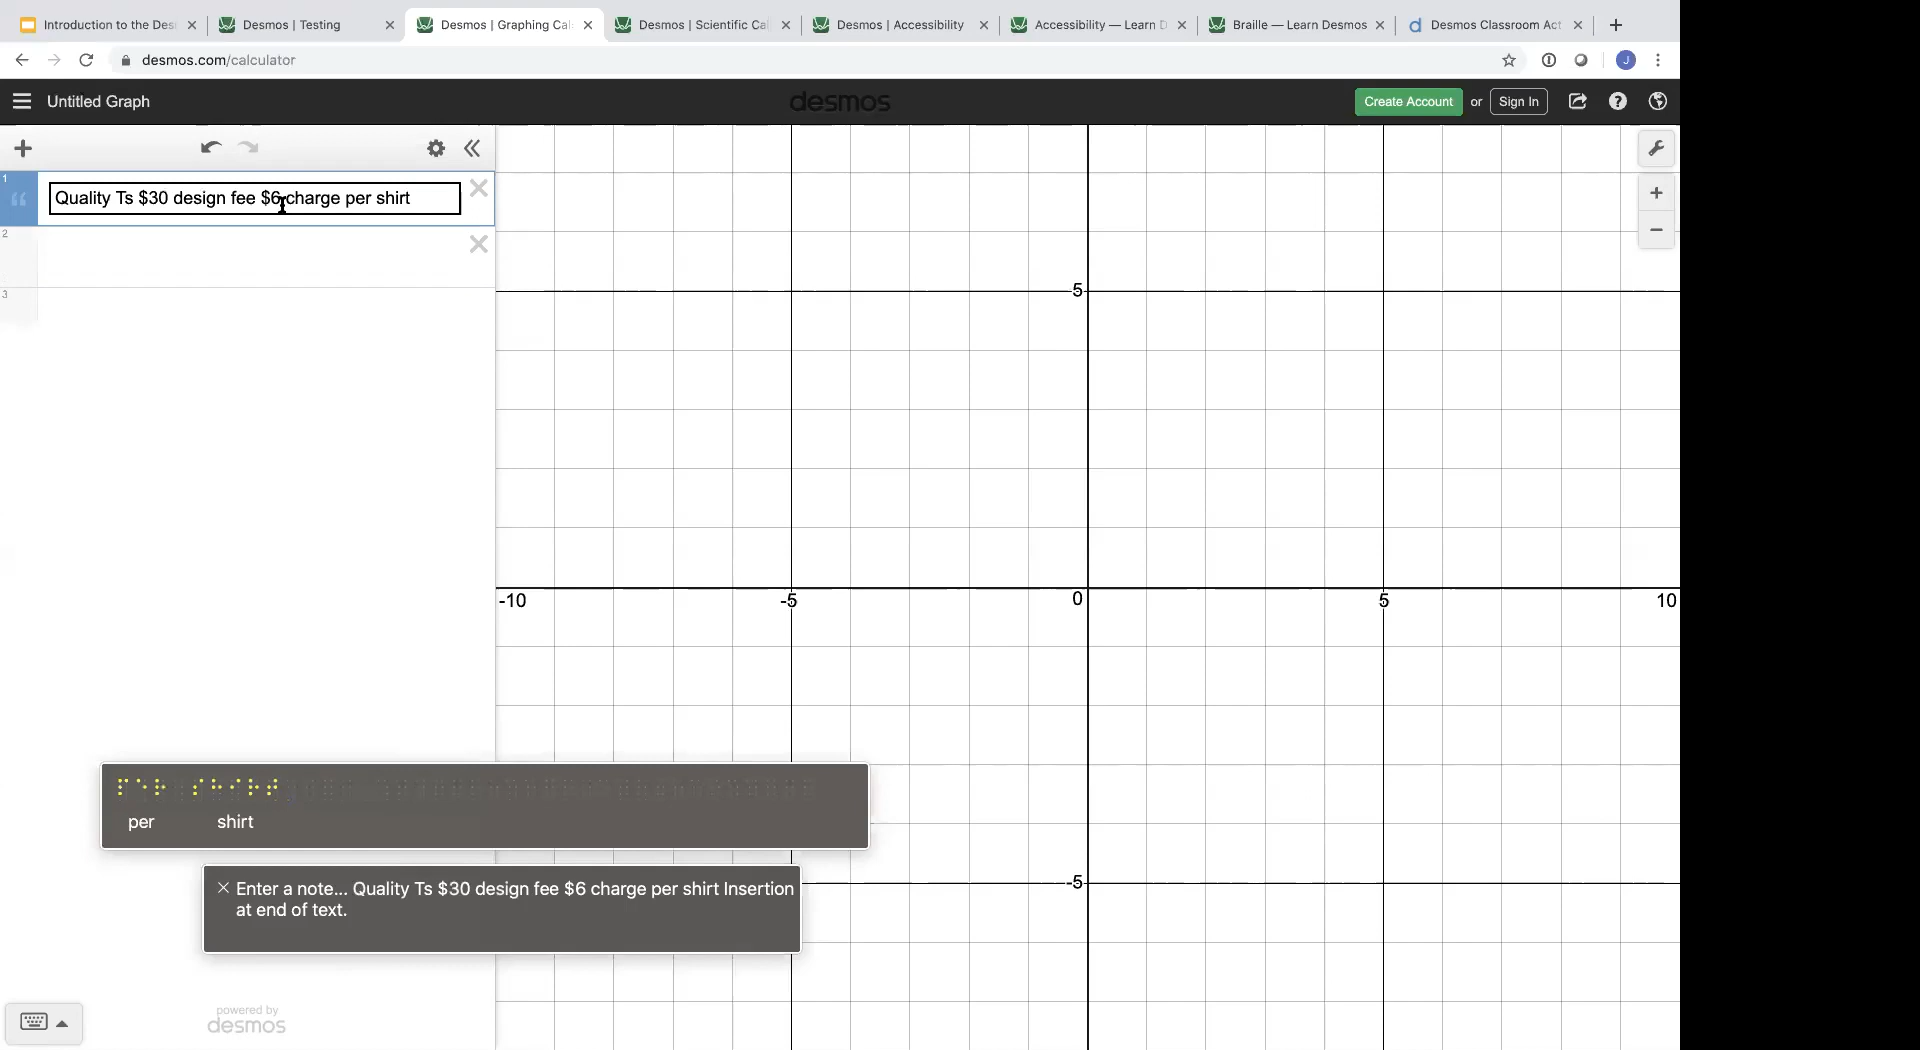 Introduction to the Des
Desmos | Testing
Desmos | Graphing Cal
Desmos | Scientific Cal
Desmos | Accessibility
Accessibility — Learn D
Braille — Learn Desmos
Desmos Classroom Act
desmos.com/calculator
J
Untitled Graph
desmos
Create Account or Sign In
1
Quality Ts $30 design fee $6 charge per shirt
2
3
5
-10
-5
0
5
10
-5
⠏⠑⠗ ⠎⠓⠊⠗⠞
per shirt
Enter a note... Quality Ts $30 design fee $6 charge per shirt Insertion
at end of text.
powered by
desmos